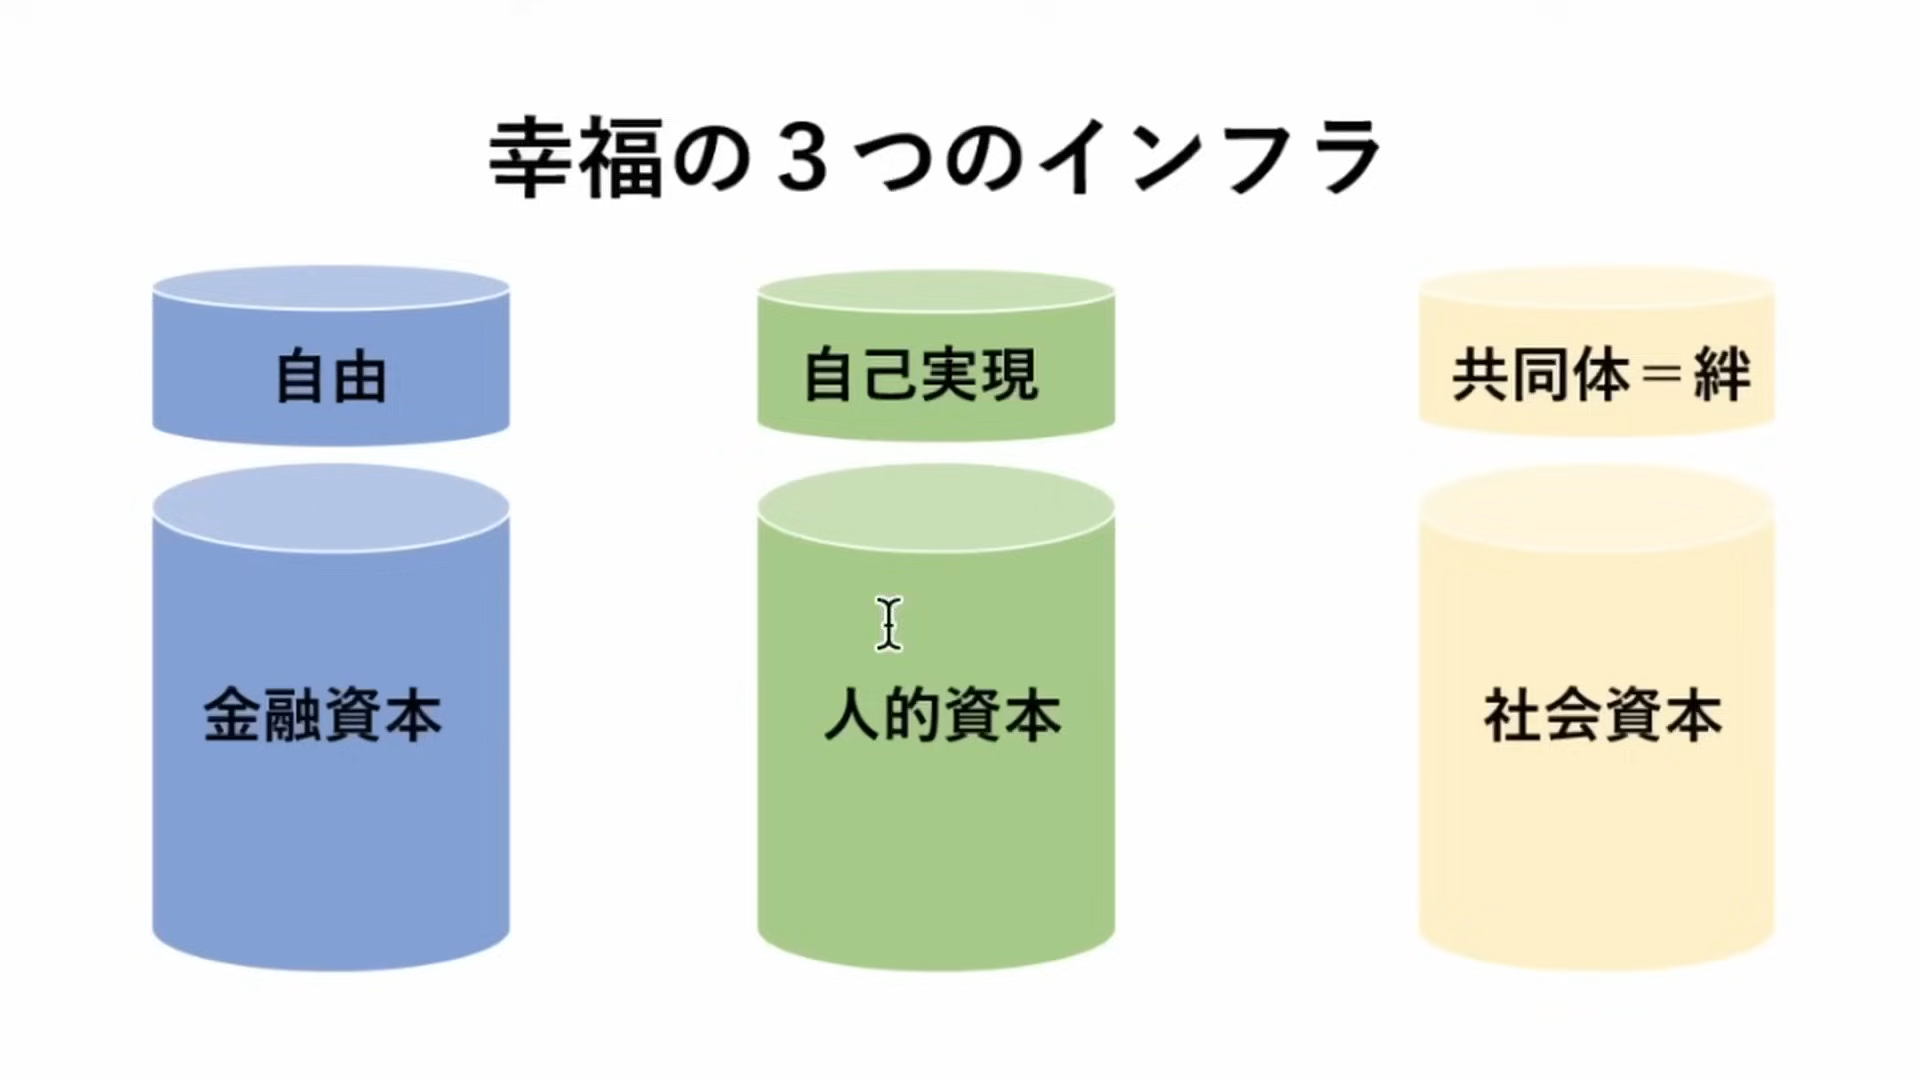 幸福の３つのインフラ
自由
自己実現
共同体＝絆
金融資本
人的資本
社会資本